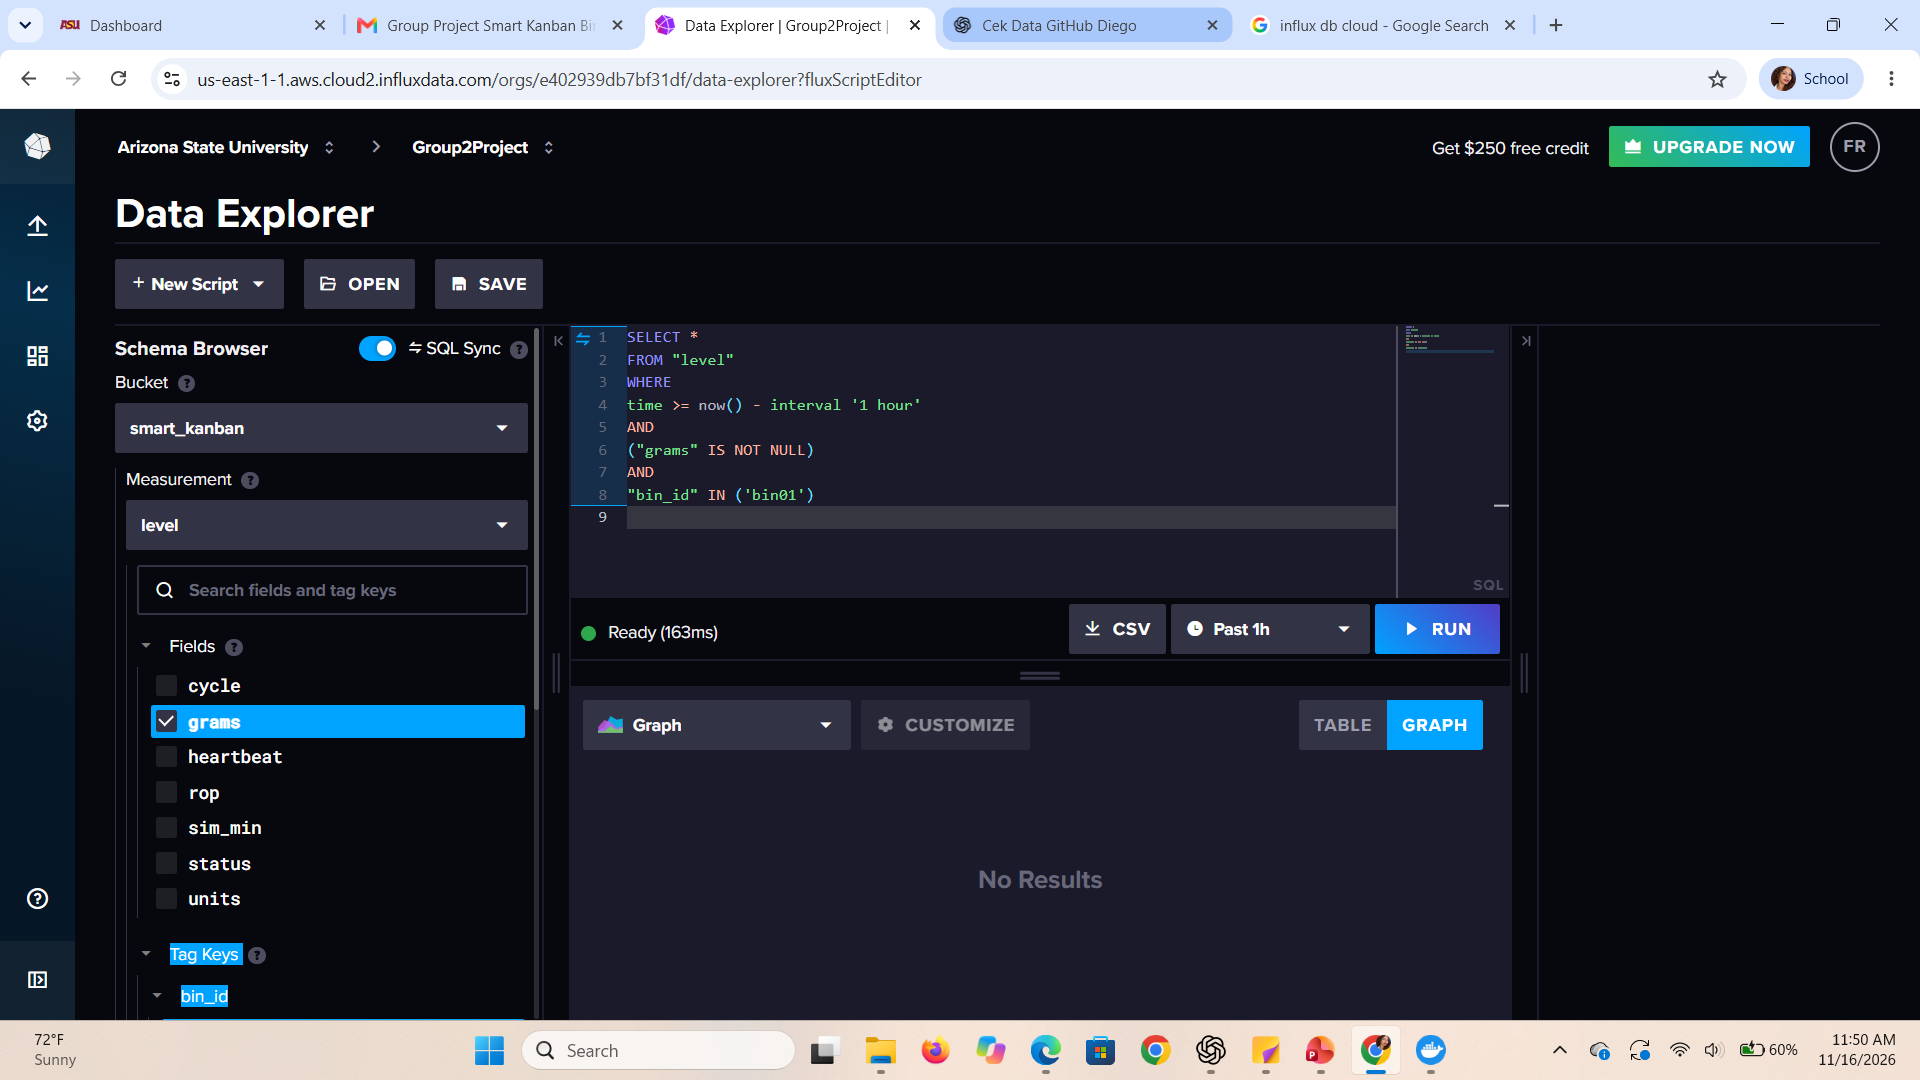 ASU Dashboard
Group Project Smart Kanban Bi
Data Explorer | Group2Project |
Cek Data GitHub Diego
influx db cloud - Google Search
us-east-1-1.aws.cloud2.influxdata.com/orgs/e402939db7bf31df/data-explorer?fluxScriptEditor
School
Arizona State University
Group2Project
Get $250 free credit
UPGRADE NOW
FR
Data Explorer
+ New Script
OPEN
SAVE
Schema Browser
SQL Sync
Bucket
smart_kanban
Measurement
level
Search fields and tag keys
Fields
cycle
grams
heartbeat
rop
sim_min
status
units
Tag Keys
bin_id
1 SELECT *
2 FROM "level"
3 WHERE
4 time >= now() - interval '1 hour'
5 AND
6 ("grams" IS NOT NULL)
7 AND
8 "bin_id" IN ('bin01')
9
SQL
Ready (163ms)
CSV
Past 1h
RUN
Graph
CUSTOMIZE
TABLE
GRAPH
No Results
72°F
Sunny
Search
60%
11:50 AM
11/16/2026